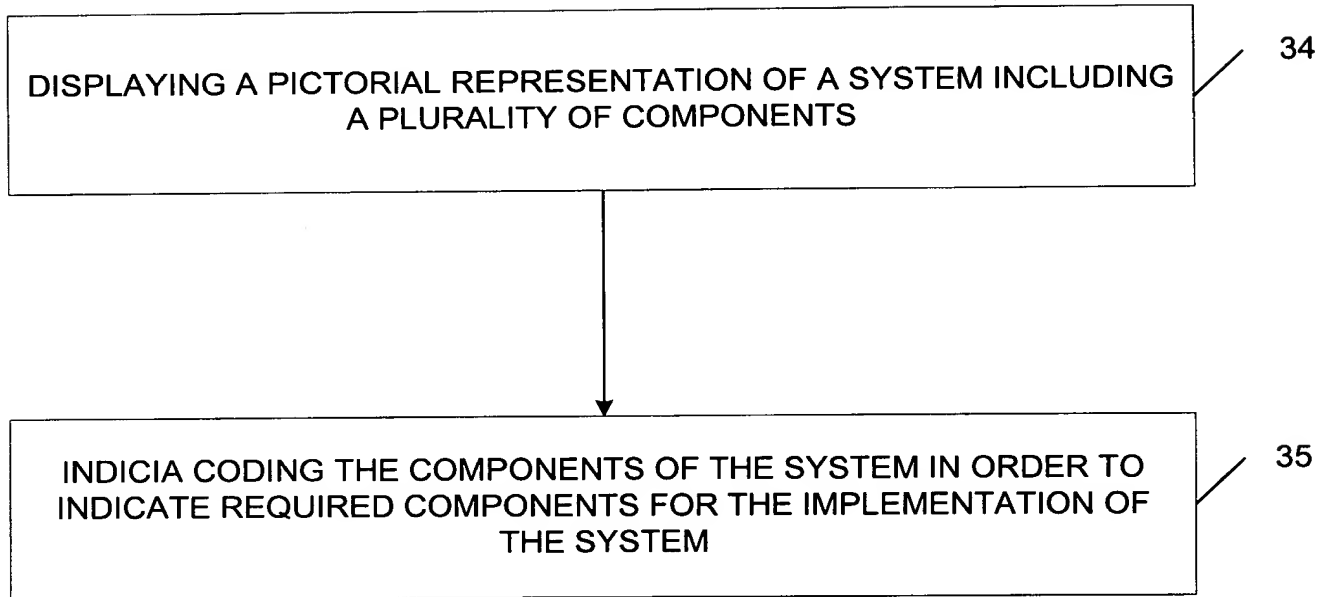 34
DISPLAYING A PICTORIAL REPRESENTATION OF A SYSTEM INCLUDING
A PLURALITY OF COMPONENTS
35
INDICIA CODING THE COMPONENTS OF THE SYSTEM IN ORDER TO
INDICATE REQUIRED COMPONENTS FOR THE IMPLEMENTATION OF
THE SYSTEM